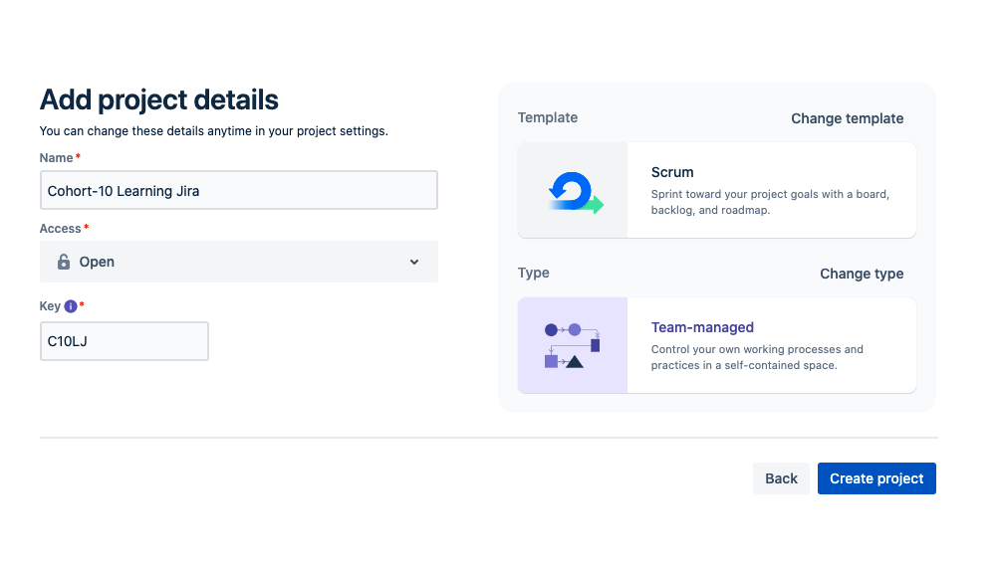 Add project details
You can change these details anytime in your project settings.
Name *
Cohort-10 Learning Jira
Access *
Open
Key i *
C10LJ
Template
Change template
Scrum
Sprint toward your project goals with a board,
backlog, and roadmap.
Type
Change type
Team-managed
Control your own working processes and
practices in a self-contained space.
Back
Create project